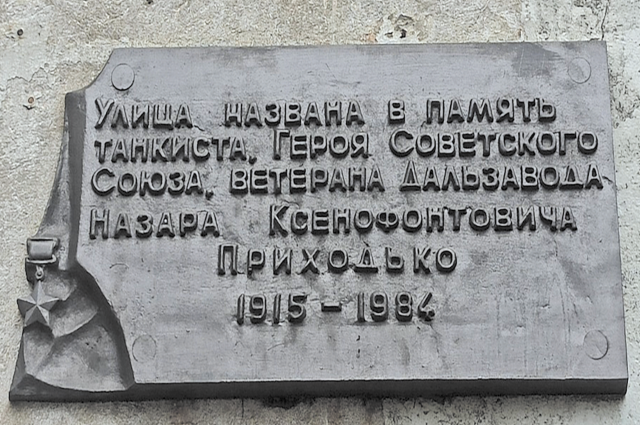 Улица названа в память
танкиста, Героя Советского
Союза, ветерана Дальзавода
Назара Ксенофонтовича
Приходько
1915 – 1984